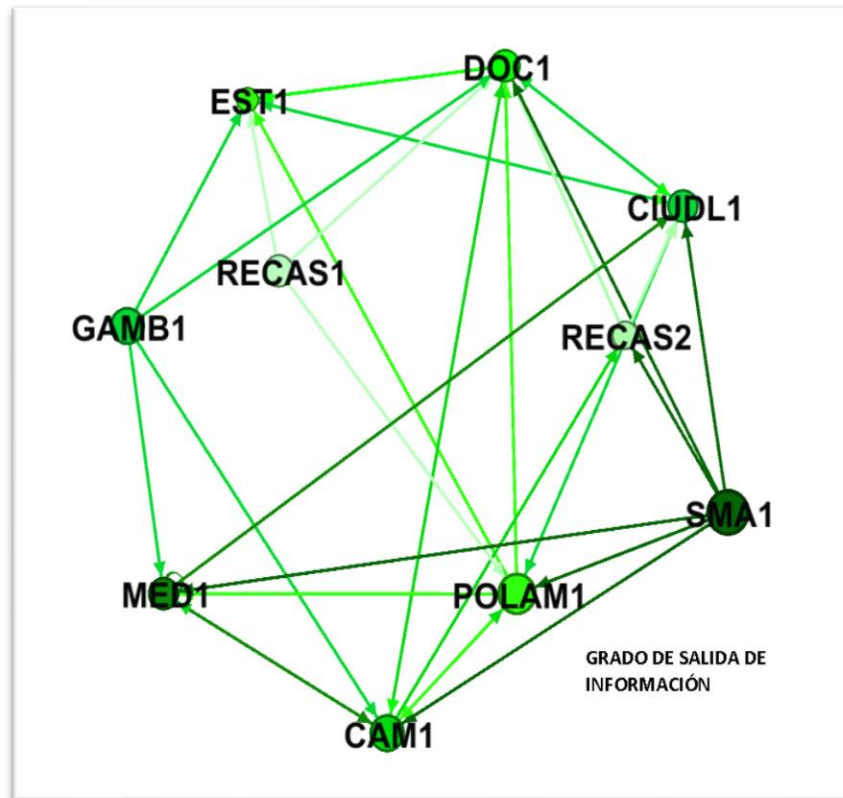 DOC1
EST1
CIUDL1
RECAS1
GAMB1
RECAS2
SMA1
MED1
POLAM1
GRADO DE SALIDA DE
INFORMACIÓN
CAM1